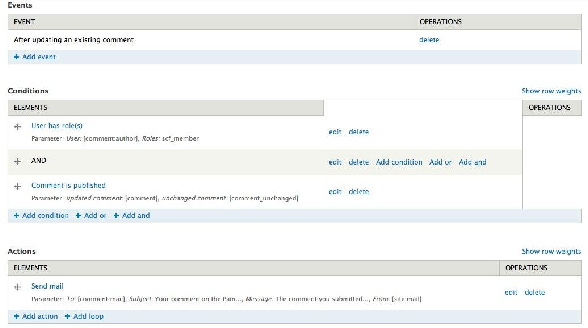 Events
EVENT OPERATIONS
After updating an existing comment delete
+ Add event
Conditions Show row weights
ELEMENTS OPERATIONS
User has role(s) edit delete
Parameter: User: [comment:author], Roles: scf_member
AND edit delete Add condition Add or Add and
Comment is published edit delete
Parameter: updated comment: [comment], unchanged comment: [comment_unchanged]
+ Add condition + Add or + Add and
Actions Show row weights
ELEMENTS OPERATIONS
Send mail edit delete
Parameter: To: [comment:mail], Subject: Your comment on the Pain..., Message: The comment you submitted..., From: [site:mail]
+ Add action + Add loop